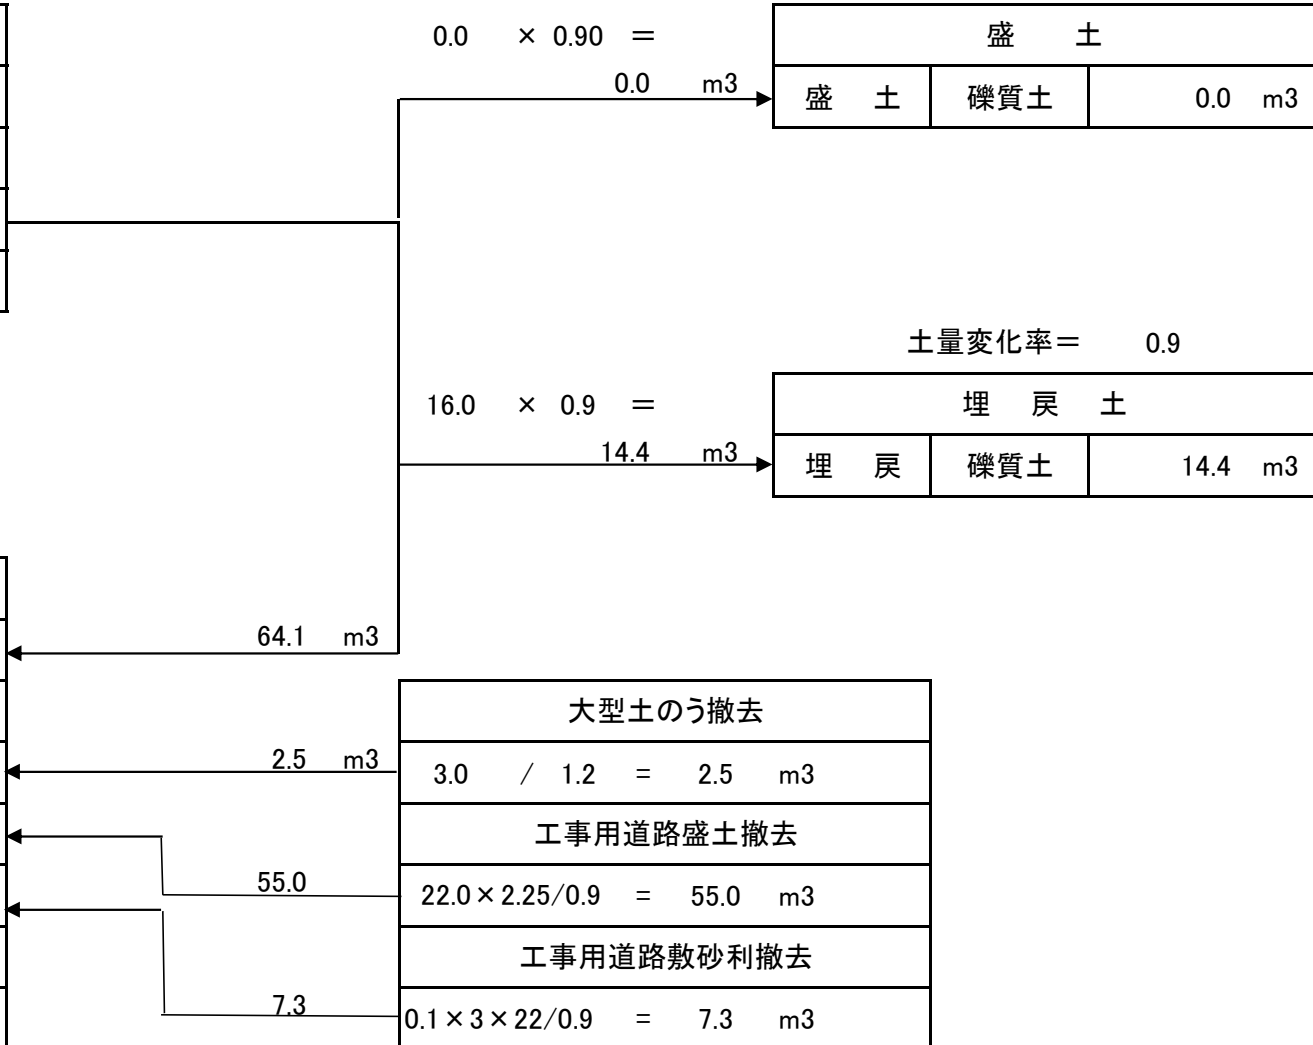 0.0 × 0.90 ＝
0.0 m3
盛 土
盛 土 礫質土 0.0 m3
土量変化率＝ 0.9
16.0 × 0.9 ＝
14.4 m3
埋 戻 土
埋 戻 礫質土 14.4 m3
64.1 m3
大型土のう撤去
2.5 m3
3.0 / 1.2 = 2.5 m3
工事用道路盛土撤去
55.0
22.0×2.25/0.9 = 55.0 m3
工事用道路敷砂利撤去
7.3
0.1×3×22/0.9 = 7.3 m3